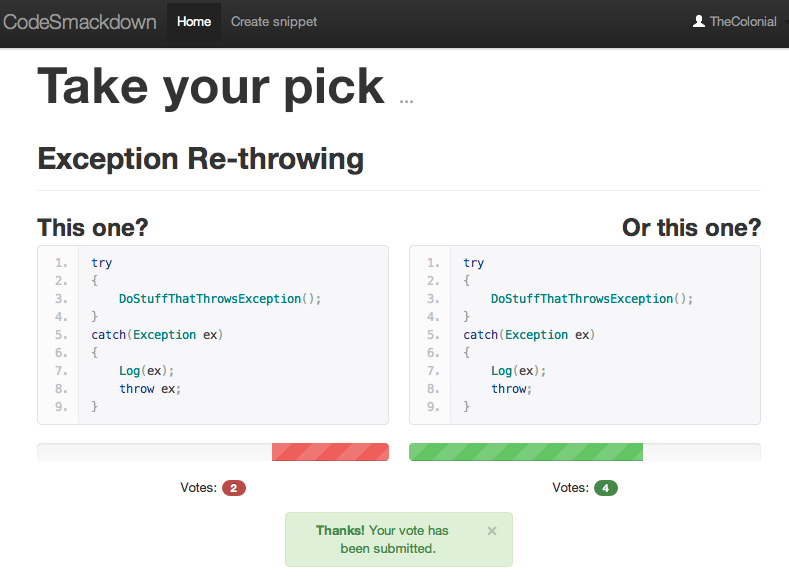 CodeSmackdown Home Create snippet TheColonial
Take your pick ...
Exception Re-throwing
This one?
1. try
2. {
3. DoStuffThatThrowsException();
4. }
5. catch(Exception ex)
6. {
7. Log(ex);
8. throw ex;
9. }
Votes: 2
Or this one?
1. try
2. {
3. DoStuffThatThrowsException();
4. }
5. catch(Exception ex)
6. {
7. Log(ex);
8. throw;
9. }
Votes: 4
Thanks! Your vote has ×
been submitted.